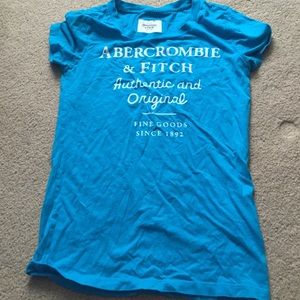 ABERCROMBIE
& FITCH
Authentic and
Original
FINE GOODS
SINCE 1892